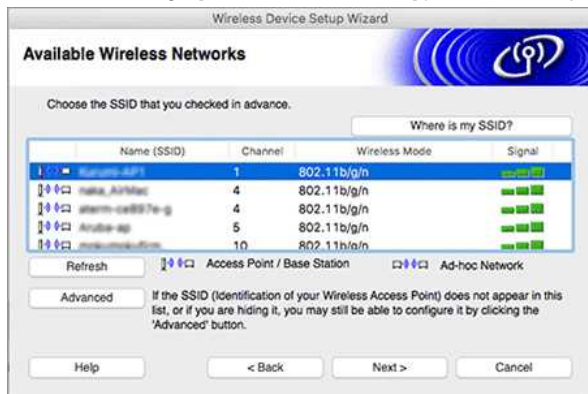 Wireless Device Setup Wizard
Available Wireless Networks
Choose the SSID that you checked in advance.
Where is my SSID?
Name (SSID) Channel Wireless Mode Signal
1 802.11b/g/n
4 802.11b/g/n
4 802.11b/g/n
5 802.11b/g/n
10 802.11b/g/n
Refresh Access Point / Base Station Ad-hoc Network
Advanced
If the SSID (Identification of your Wireless Access Point) does not appear in this
list, or if you are hiding it, you may still be able to configure it by clicking the
'Advanced' button.
Help < Back Next > Cancel